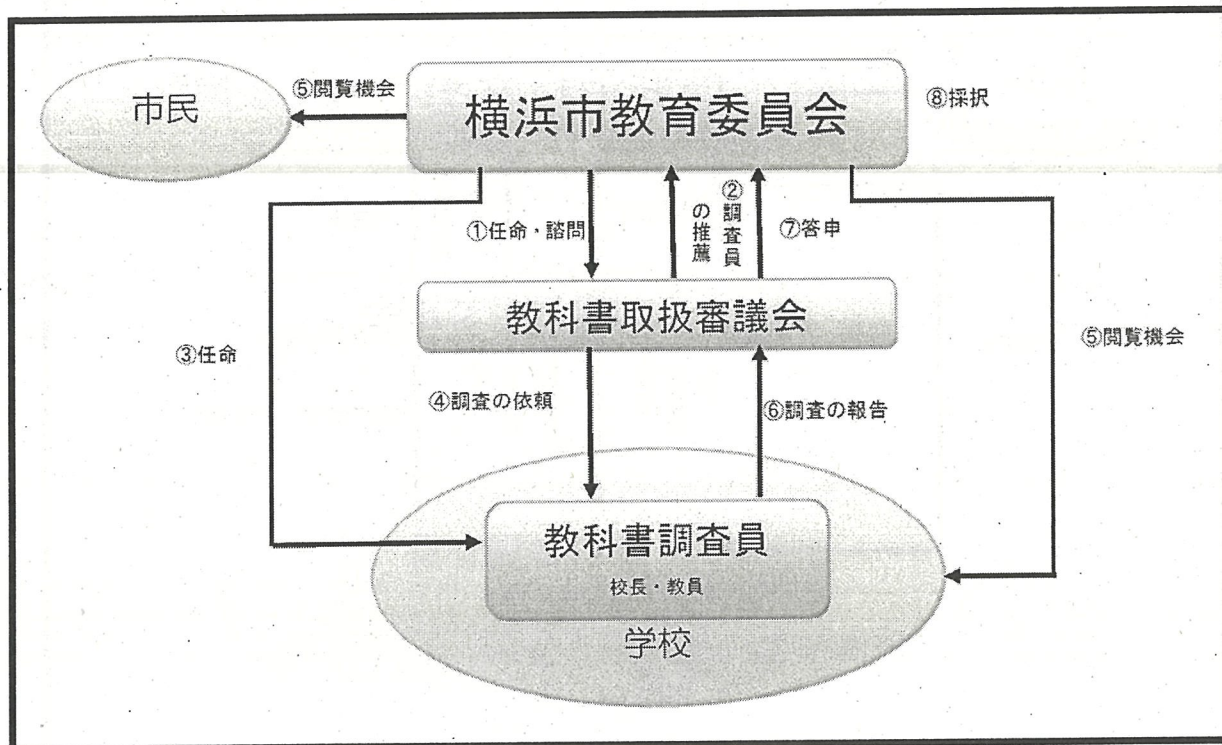 市民
⑤閲覧機会
横浜市教育委員会
⑧採択
①任命・諮問
②調査員
の推薦
⑦答申
教科書取扱審議会
③任命
⑤閲覧機会
④調査の依頼
⑥調査の報告
教科書調査員
校長・教員
学校